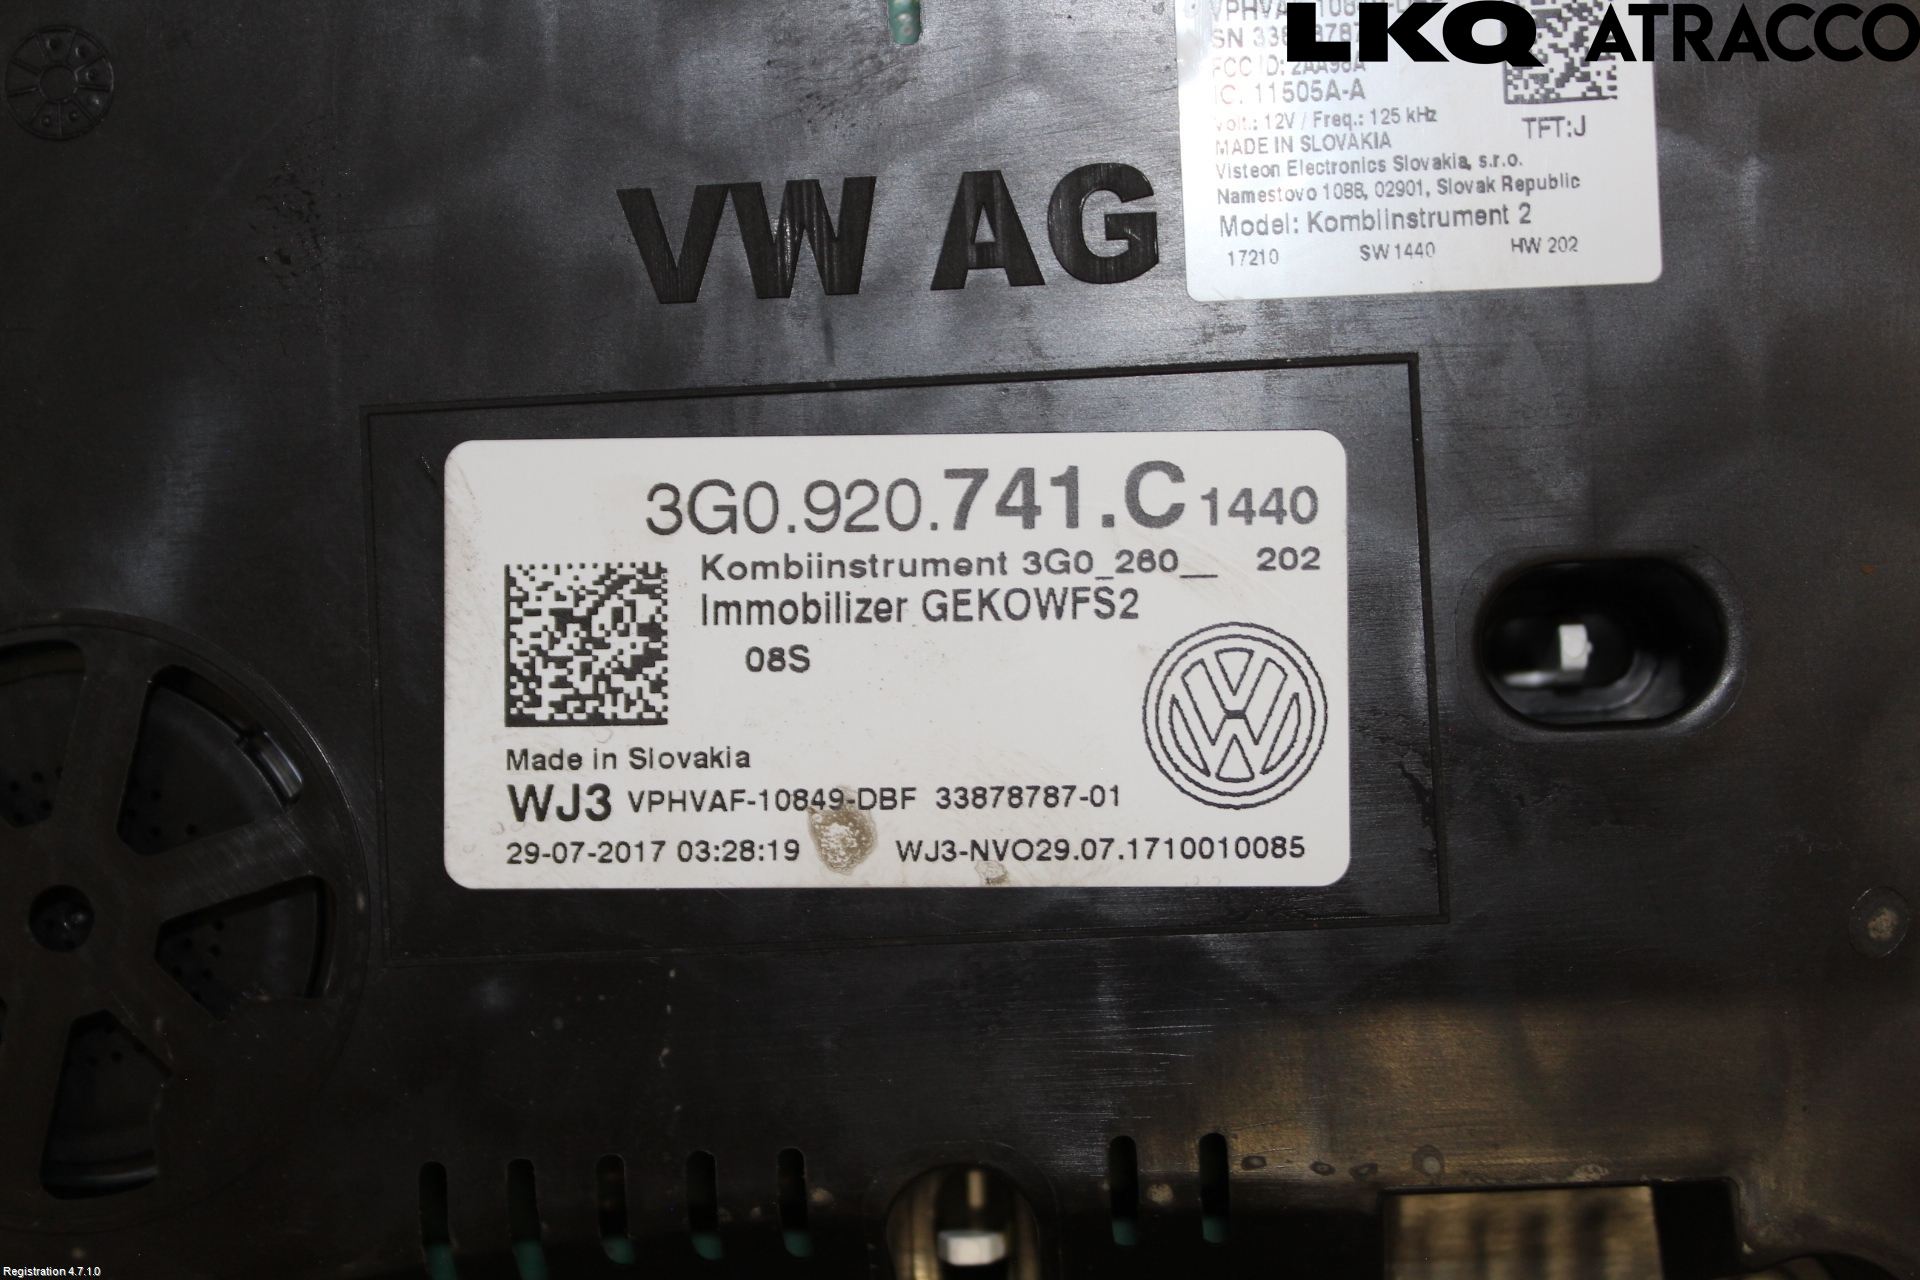 LKQ ATRACCO
IC: 11505A-A
Volt.: 12V / Freq.: 125 kHz
TFT:J
MADE IN SLOVAKIA
Visteon Electronics Slovakia, s.r.o.
Namestovo 1088, 02901, Slovak Republic
Model: Kombiinstrument 2
17210 SW 1440 HW 202
VW AG
3G0.920.741.C 1440
Kombiinstrument 3G0_260__ 202
Immobilizer GEKOWFS2
08S
Made in Slovakia
WJ3 VPHVAF-10849-DBF 33878787-01
29-07-2017 03:28:19 WJ3-NVO29.07.1710010085
Registration 4.7.1.0